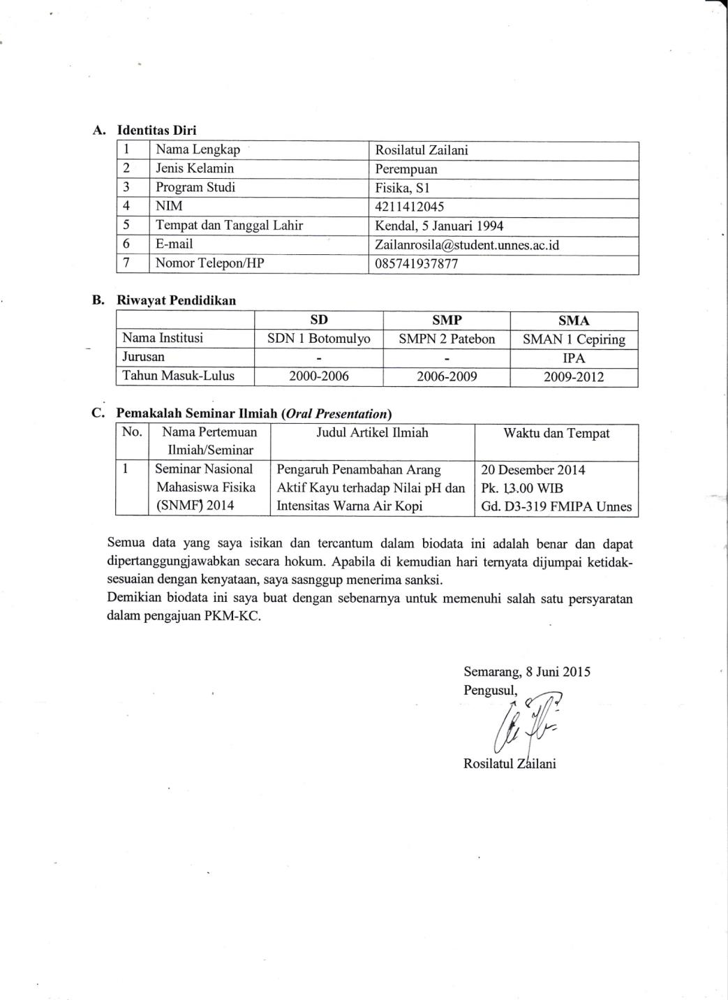 A. Identitas Diri
1 Nama Lengkap Rosilatul Zailani
2 Jenis Kelamin Perempuan
3 Program Studi Fisika, S1
4 NIM 4211412045
5 Tempat dan Tanggal Lahir Kendal, 5 Januari 1994
6 E-mail Zailanrosila@student.unnes.ac.id
7 Nomor Telepon/HP 085741937877
B. Riwayat Pendidikan
SD SMP SMA
Nama Institusi SDN 1 Botomulyo SMPN 2 Patebon SMAN 1 Cepiring
Jurusan - - IPA
Tahun Masuk-Lulus 2000-2006 2006-2009 2009-2012
C. Pemakalah Seminar Ilmiah (Oral Presentation)
No. Nama Pertemuan Judul Artikel Ilmiah Waktu dan Tempat
Ilmiah/Seminar
1 Seminar Nasional Pengaruh Penambahan Arang 20 Desember 2014
Mahasiswa Fisika Aktif Kayu terhadap Nilai pH dan Pk. 13.00 WIB
(SNMF) 2014 Intensitas Warna Air Kopi Gd. D3-319 FMIPA Unnes
Semua data yang saya isikan dan tercantum dalam biodata ini adalah benar dan dapat
dipertanggungjawabkan secara hokum. Apabila di kemudian hari ternyata dijumpai ketidak-
sesuaian dengan kenyataan, saya sasnggup menerima sanksi.
Demikian biodata ini saya buat dengan sebenarnya untuk memenuhi salah satu persyaratan
dalam pengajuan PKM-KC.
Semarang, 8 Juni 2015
Pengusul,
Rosilatul Zailani